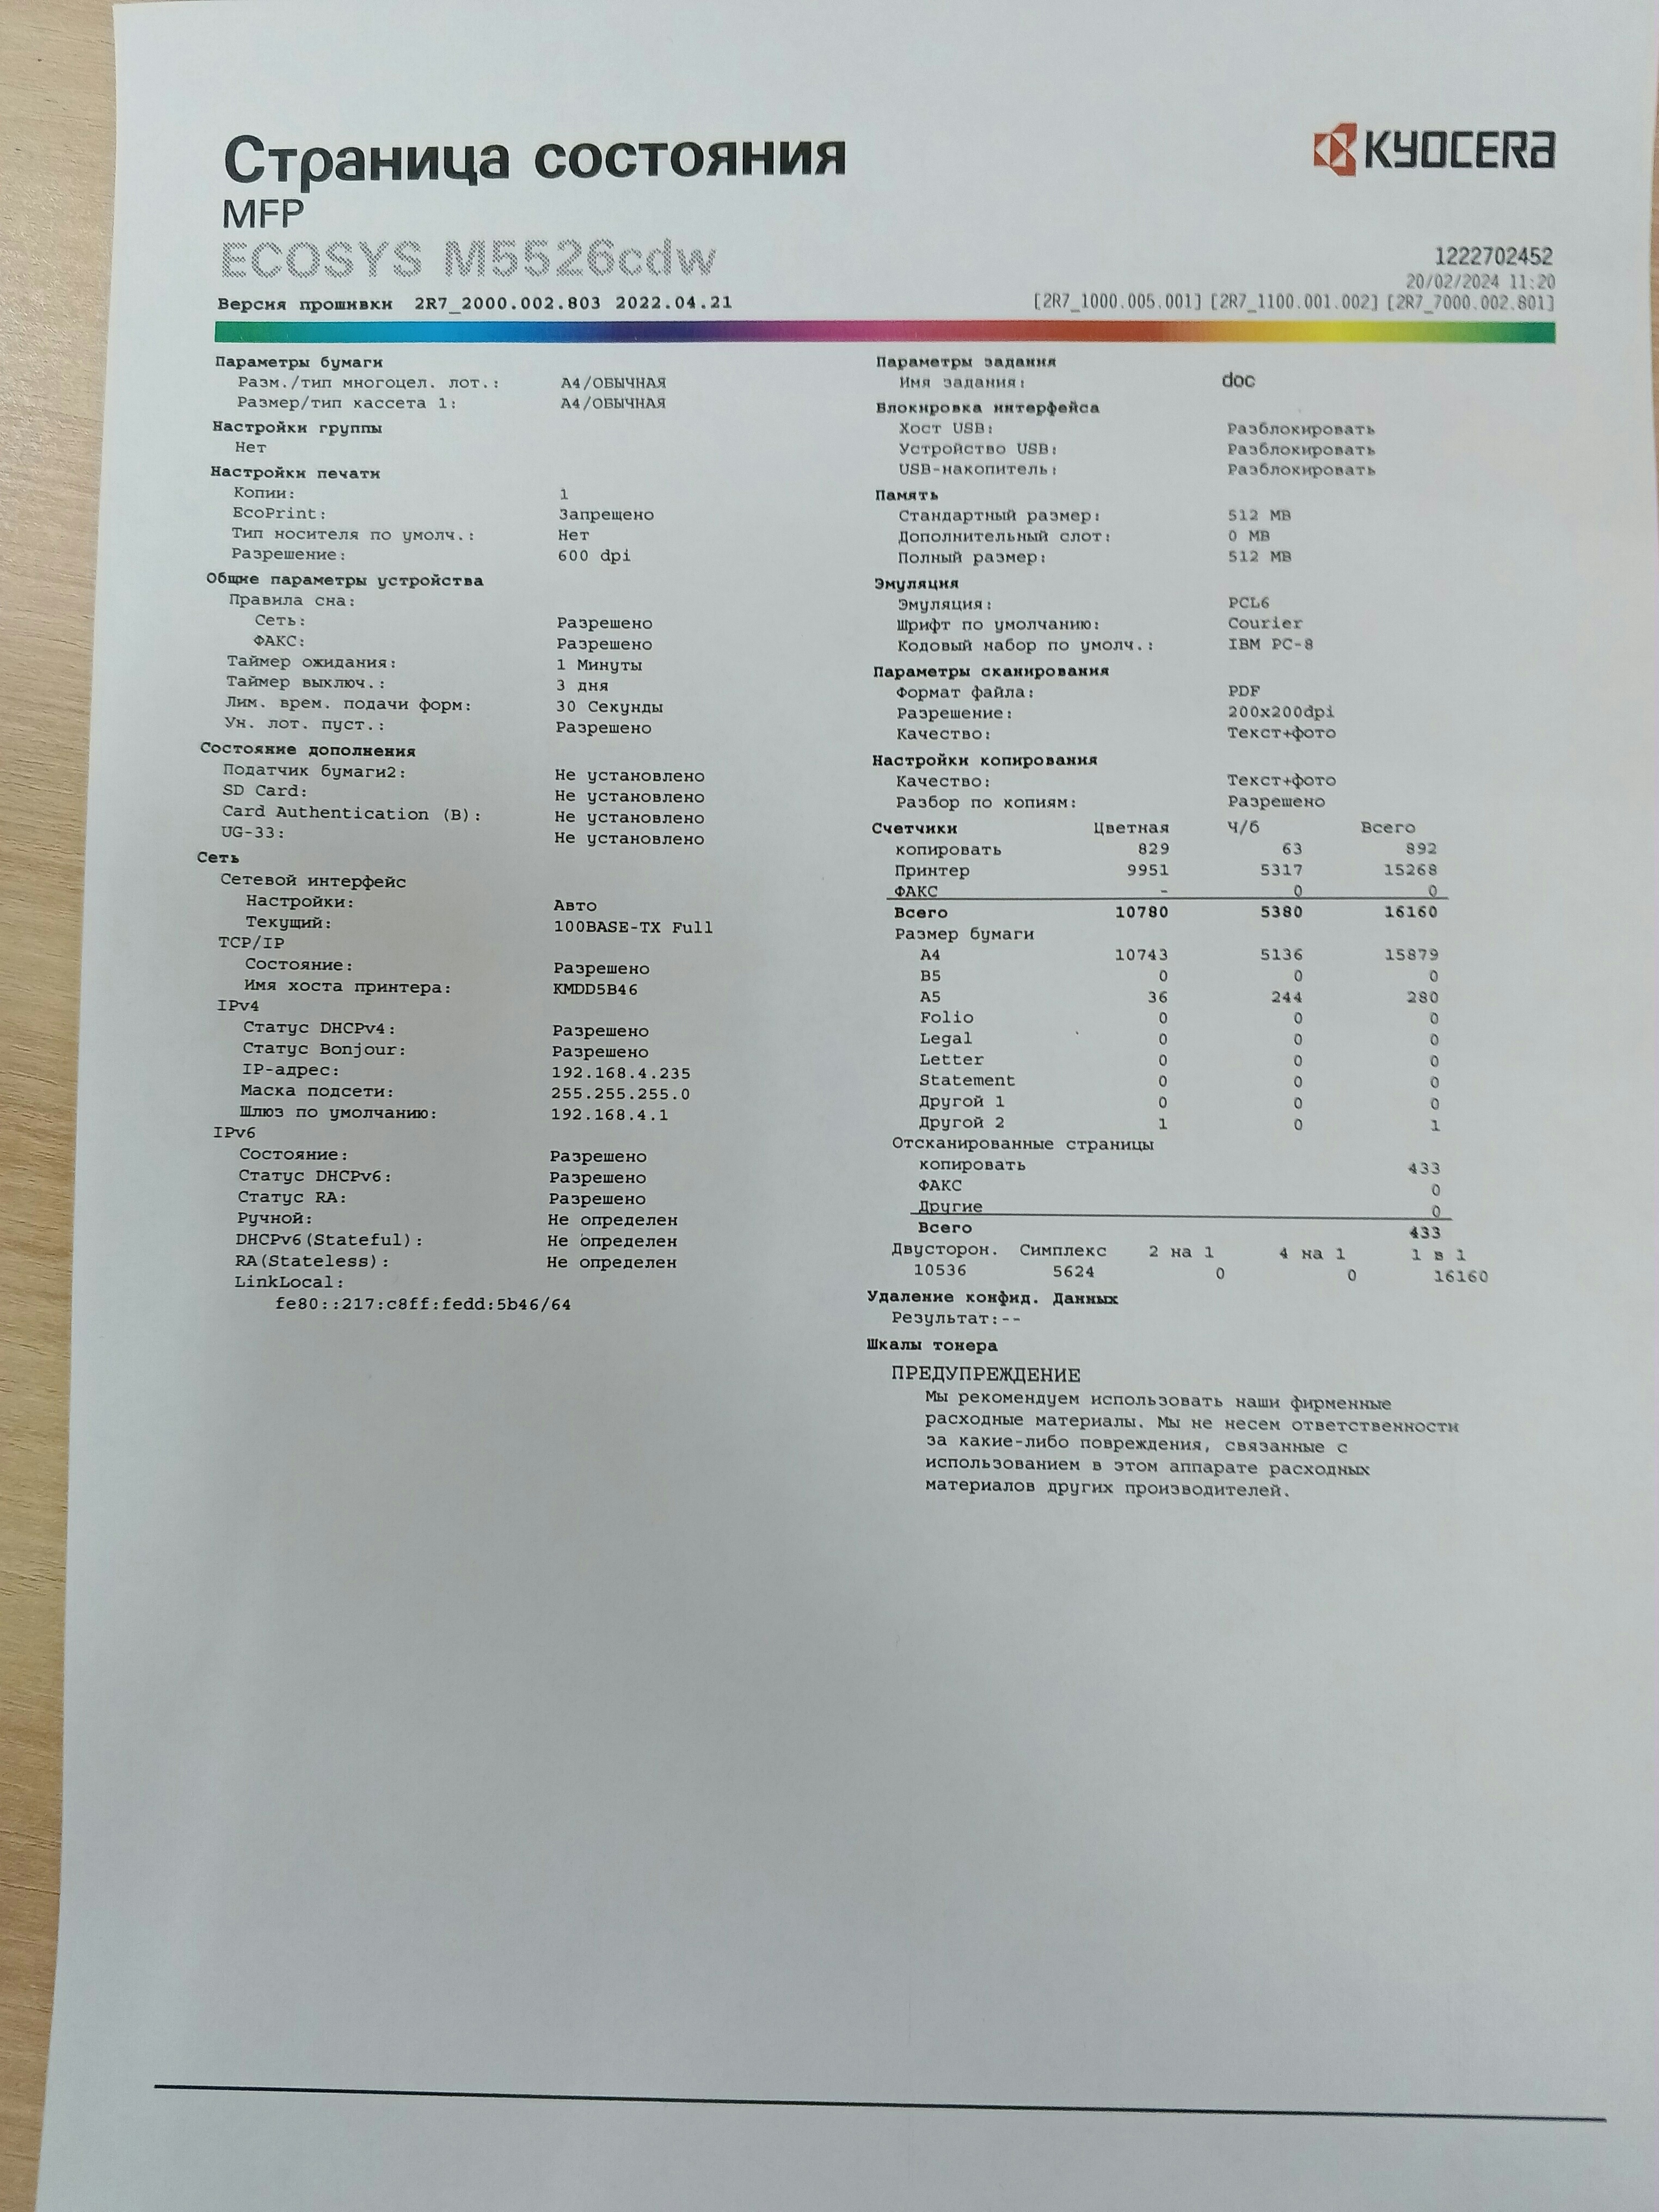 Страница состояния
KYOCERA
MFP
ECOSYS M5526cdw
1222702452
20/02/2024 11:20
Версия прошивки 2R7_2000.002.803 2022.04.21
[2R7_1000.005.001] [2R7_1100.001.002] [2R7_7000.002.801]
Параметры бумаги
Разм./тип многоцел. лот.: A4/ОБЫЧНАЯ
Размер/тип кассета 1: A4/ОБЫЧНАЯ
Настройки группы
Нет
Настройки печати
Копии: 1
EcoPrint: Запрещено
Тип носителя по умолч.: Нет
Разрешение: 600 dpi
Общие параметры устройства
Правила сна:
Сеть: Разрешено
ФАКС: Разрешено
Таймер ожидания: 1 Минуты
Таймер выключ.: 3 дня
Лим. врем. подачи форм: 30 Секунды
Ун. лот. пуст.: Разрешено
Состояние дополнения
Податчик бумаги2: Не установлено
SD Card: Не установлено
Card Authentication (B): Не установлено
UG-33: Не установлено
Сеть
Сетевой интерфейс
Настройки: Авто
Текущий: 100BASE-TX Full
TCP/IP
Состояние: Разрешено
Имя хоста принтера: KMDD5B46
IPv4
Статус DHCPv4: Разрешено
Статус Bonjour: Разрешено
IP-адрес: 192.168.4.235
Маска подсети: 255.255.255.0
Шлюз по умолчанию: 192.168.4.1
IPv6
Состояние: Разрешено
Статус DHCPv6: Разрешено
Статус RA: Разрешено
Ручной: Не определен
DHCPv6(Stateful): Не определен
RA(Stateless): Не определен
LinkLocal:
fe80::217:c8ff:fedd:5b46/64
Параметры задания
Имя задания: doc
Блокировка интерфейса
Хост USB: Разблокировать
Устройство USB: Разблокировать
USB-накопитель: Разблокировать
Память
Стандартный размер: 512 MB
Дополнительный слот: 0 MB
Полный размер: 512 MB
Эмуляция
Эмуляция: PCL6
Шрифт по умолчанию: Courier
Кодовый набор по умолч.: IBM PC-8
Параметры сканирования
Формат файла: PDF
Разрешение: 200x200dpi
Качество: Текст+фото
Настройки копирования
Качество: Текст+фото
Разбор по копиям: Разрешено
Счетчики Цветная Ч/б Всего
копировать 829 63 892
Принтер 9951 5317 15268
ФАКС - 0 0
Всего 10780 5380 16160
Размер бумаги
A4 10743 5136 15879
B5 0 0 0
A5 36 244 280
Folio 0 0 0
Legal 0 0 0
Letter 0 0 0
Statement 0 0 0
Другой 1 0 0 0
Другой 2 1 0 1
Отсканированные страницы
копировать 433
ФАКС 0
Другие 0
Всего 433
Двусторон. Симплекс 2 на 1 4 на 1 1 в 1
10536 5624 0 0 16160
Удаление конфид. Данных
Результат:--
Шкалы тонера
ПРЕДУПРЕЖДЕНИЕ
Мы рекомендуем использовать наши фирменные
расходные материалы. Мы не несем ответственности
за какие-либо повреждения, связанные с
использованием в этом аппарате расходных
материалов других производителей.